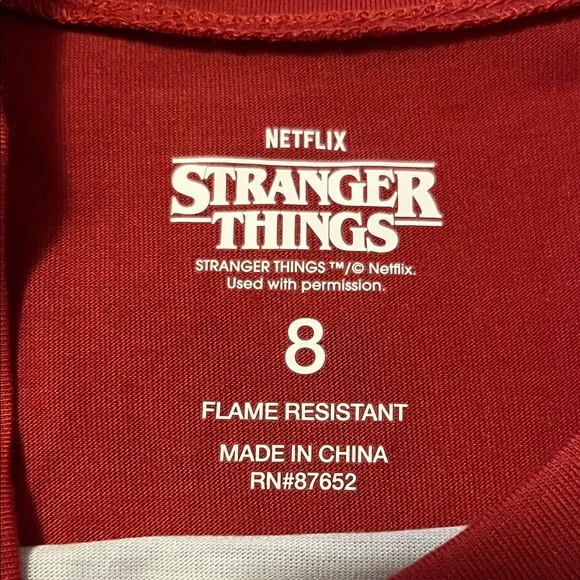 NETFLIX
STRANGER
THINGS
STRANGER THINGS ™/© Netflix.
Used with permission.
8
FLAME RESISTANT
MADE IN CHINA
RN#87652